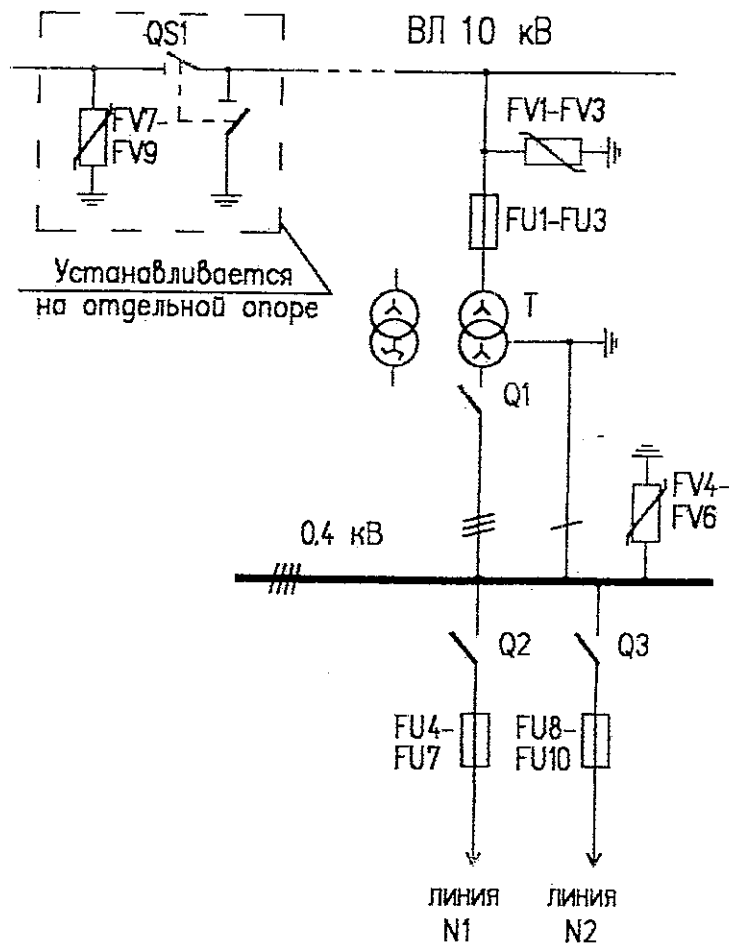 QS1
ВЛ 10 кВ
FV7-
FV9
FV1-FV3
FU1-FU3
Устанавливается
на отдельной опоре
T
Q1
FV4-
FV6
0.4 кВ
Q2
Q3
FU4-
FU7
FU8-
FU10
ЛИНИЯ
N1
ЛИНИЯ
N2